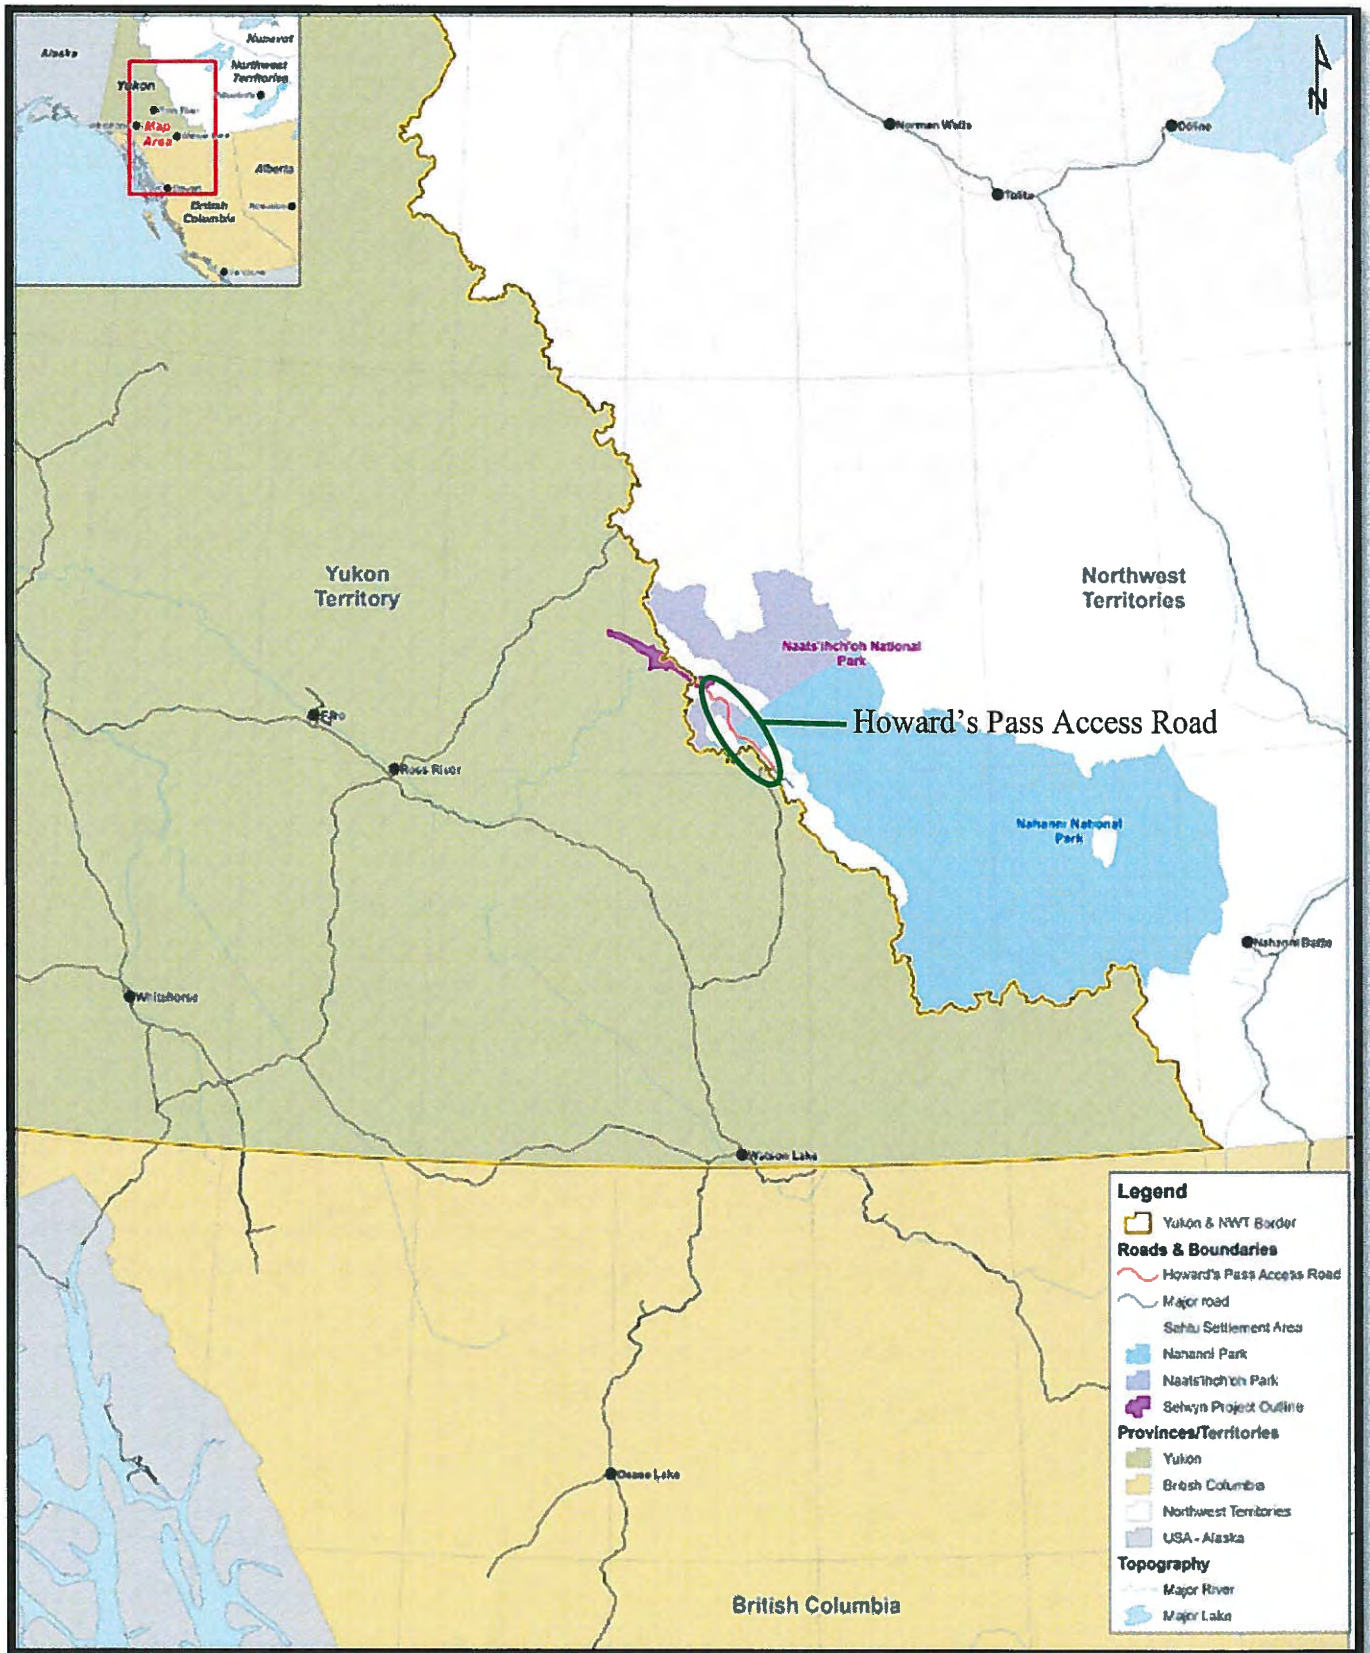 Alaska
Nunavut
Northwest
Territories
Yukon
Map
Area
Alberta
British
Columbia
N
Norman Wells
Déline
Tulita
Yukon
Territory
Northwest
Territories
Naats'ihch'oh National
Park
Howard's Pass Access Road
Faro
Ross River
Nahanni National
Park
Nahanni Butte
Whitehorse
Watson Lake
Dease Lake
British Columbia
Legend
Yukon & NWT Border
Roads & Boundaries
Howard's Pass Access Road
Major road
Sahtu Settlement Area
Nahanni Park
Naats'ihch'oh Park
Selwyn Project Outline
Provinces/Territories
Yukon
British Columbia
Northwest Territories
USA - Alaska
Topography
Major River
Major Lake